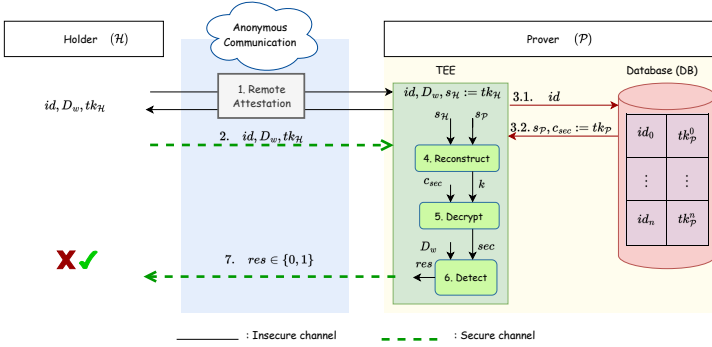 Anonymous
Communication
Holder (ℋ)
Prover (𝒫)
TEE
Database (DB)
1. Remote
Attestation
id, D_w, tk_ℋ
id, D_w, s_ℋ := tk_ℋ
3.1. id
s_ℋ s_𝒫
2. id, D_w, tk_ℋ
3.2. s_𝒫, c_sec := tk_𝒫
id_0 tk_𝒫^0
4. Reconstruct
c_sec k
⋮ ⋮
5. Decrypt
id_n tk_𝒫^n
D_w sec
7. res ∈ {0, 1}
res
6. Detect
: Insecure channel
: Secure channel